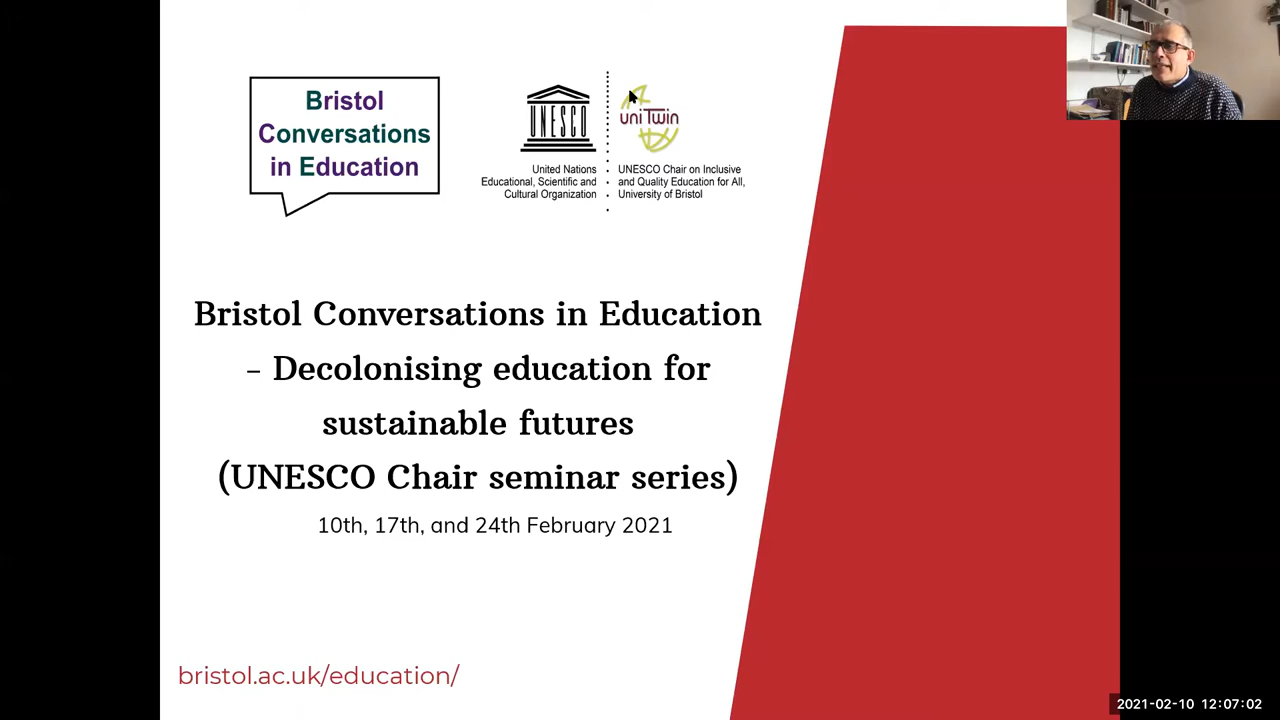 Bristol
Conversations
in Education
UNESCO
United Nations
Educational, Scientific and
Cultural Organization
uniTwin
UNESCO Chair on Inclusive
and Quality Education for All,
University of Bristol
Bristol Conversations in Education
– Decolonising education for
sustainable futures
(UNESCO Chair seminar series)
10th, 17th, and 24th February 2021
bristol.ac.uk/education/
2021-02-10 12:07:02